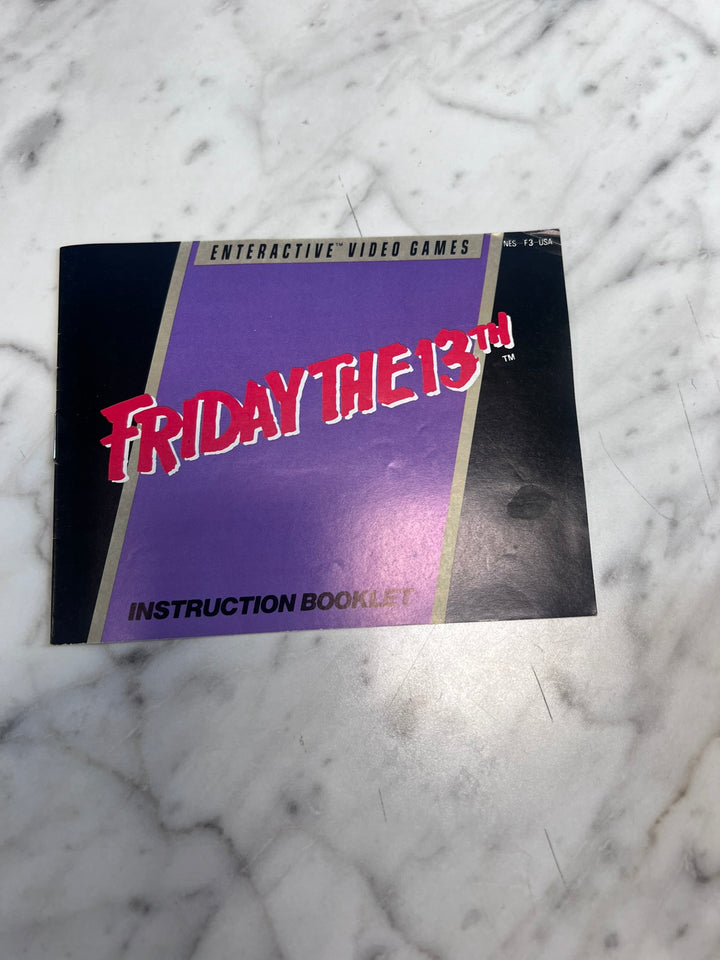 ENTERACTIVE™ VIDEO GAMES
NES-F3-USA
FRIDAY THE 13TH™
INSTRUCTION BOOKLET